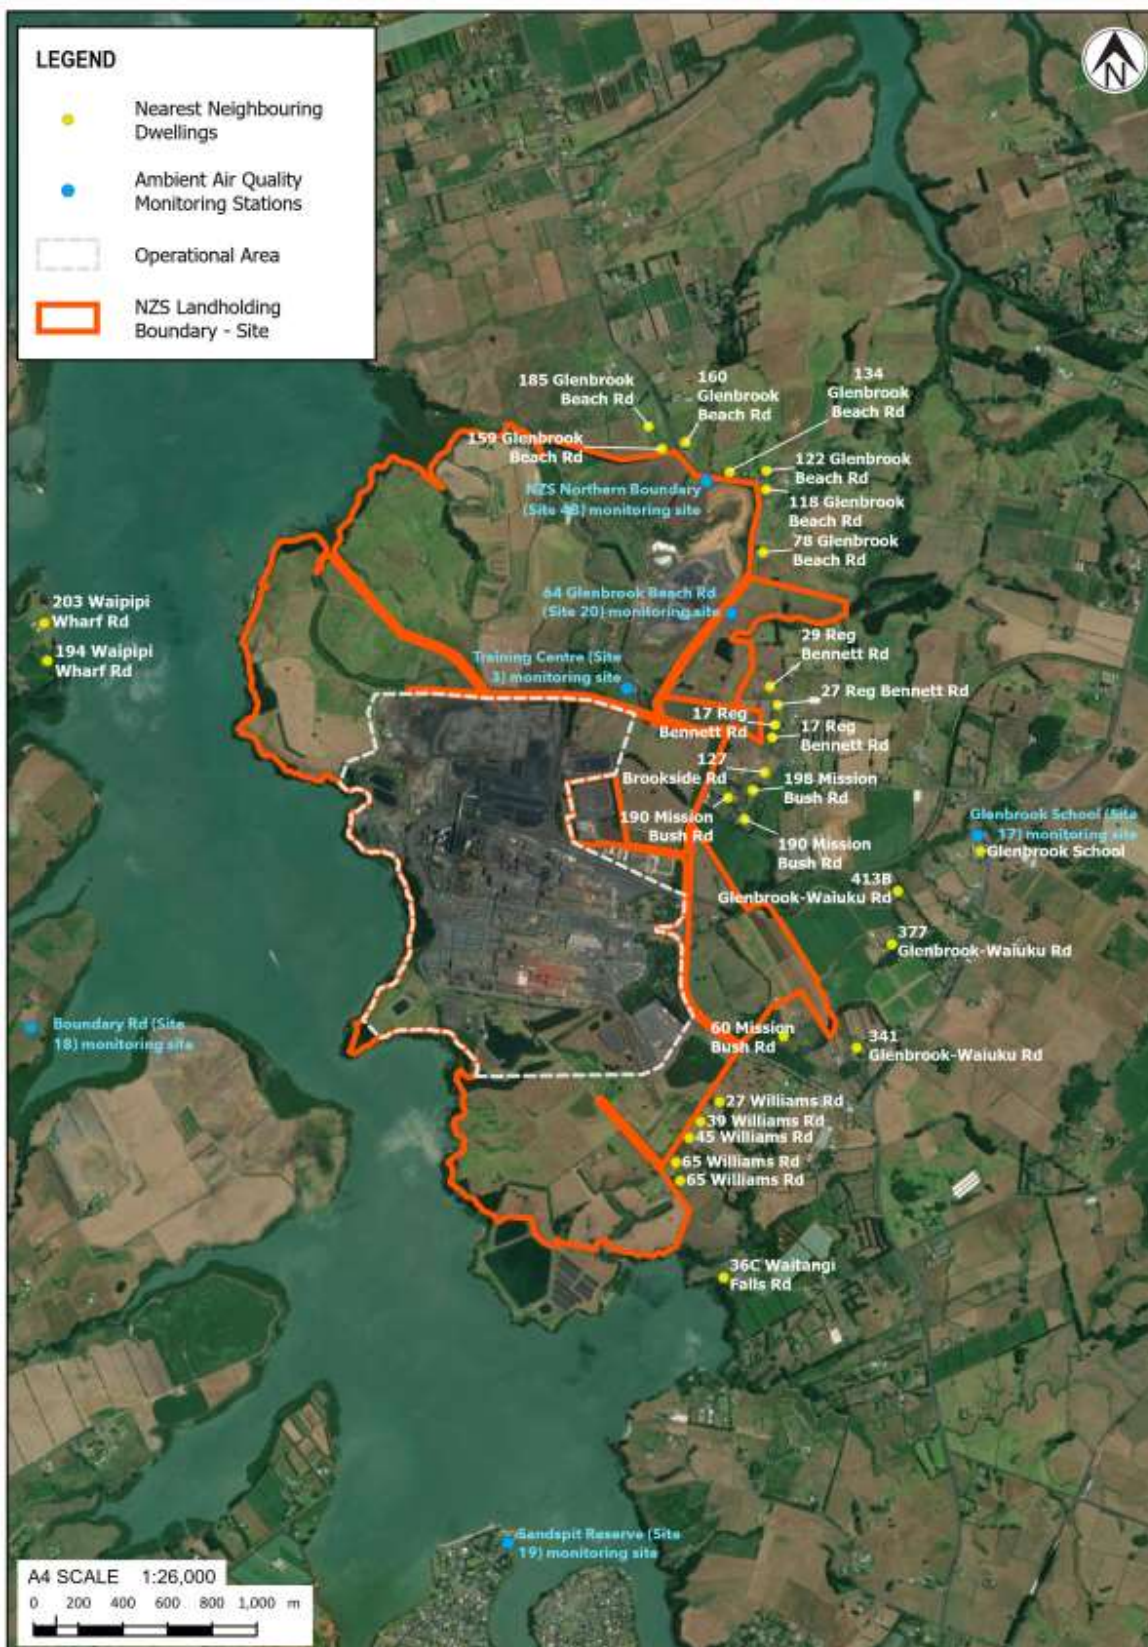 LEGEND
Nearest Neighbouring
Dwellings
Ambient Air Quality
Monitoring Stations
Operational Area
NZS Landholding
Boundary - Site
N
185 Glenbrook
Beach Rd
160
Glenbrook
Beach Rd
134
Glenbrook
Beach Rd
159 Glenbrook
Beach Rd
122 Glenbrook
Beach Rd
NZS Northern Boundary
(Site 4B) monitoring site
118 Glenbrook
Beach Rd
78 Glenbrook
Beach Rd
64 Glenbrook Beach Rd
(Site 20) monitoring site
203 Waipipi
Wharf Rd
194 Waipipi
Wharf Rd
29 Reg
Bennett Rd
Training Centre (Site
3) monitoring site
27 Reg Bennett Rd
17 Reg
Bennett Rd
17 Reg
Bennett Rd
127
Brookside Rd
198 Mission
Bush Rd
190 Mission
Bush Rd
190 Mission
Bush Rd
Glenbrook School (Site
17) monitoring site
Glenbrook School
413B
Glenbrook-Waiuku Rd
377
Glenbrook-Waiuku Rd
Boundary Rd (Site
18) monitoring site
60 Mission
Bush Rd
341
Glenbrook-Waiuku Rd
27 Williams Rd
39 Williams Rd
45 Williams Rd
65 Williams Rd
65 Williams Rd
36C Waitangi
Falls Rd
Sandspit Reserve (Site
19) monitoring site
A4 SCALE 1:26,000
0 200 400 600 800 1,000 m